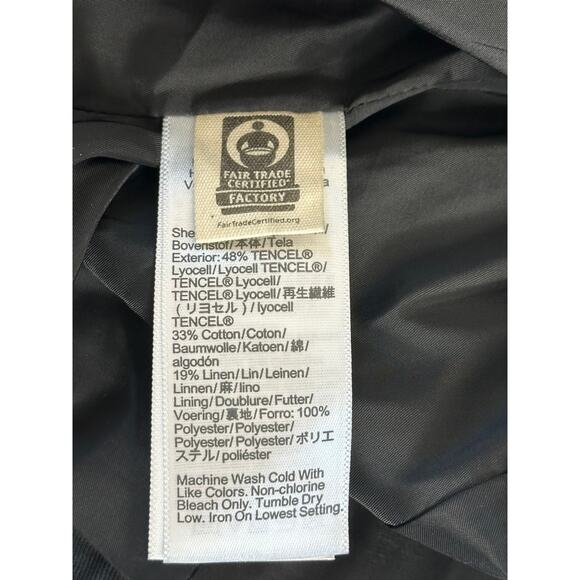 FAIR TRADE
CERTIFIED
FACTORY
FairTradeCertified.org
She
Bovenstof/本体/Tela
Exterior: 48% TENCEL®
Lyocell/Lyocell TENCEL®/
TENCEL® Lyocell/
TENCEL® Lyocell/再生繊維
(リヨセル)/lyocell
TENCEL®
33% Cotton/Coton/
Baumwolle/Katoen/綿/
algodón
19% Linen/Lin/Leinen/
Linnen/麻/lino
Lining/Doublure/Futter/
Voering/裏地/Forro: 100%
Polyester/Polyester/
Polyester/Polyester/ポリエ
ステル/poliéster
Machine Wash Cold With
Like Colors. Non-chlorine
Bleach Only. Tumble Dry
Low. Iron On Lowest Setting.